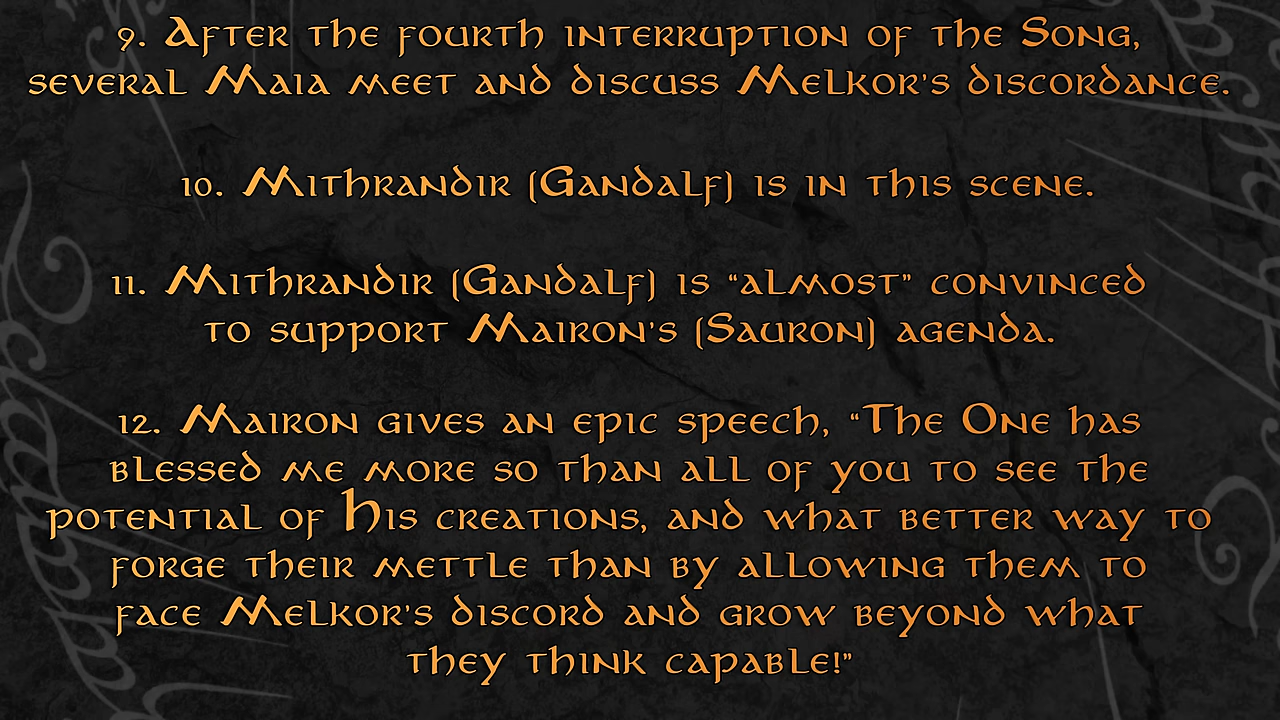 9. After the fourth interruption of the Song,
several Maia meet and discuss Melkor's discordance.
10. Mithrandir (Gandalf) is in this scene.
11. Mithrandir (Gandalf) is "almost" convinced
to support Mairon's (Sauron) agenda.
12. Mairon gives an epic speech, "The One has
blessed me more so than all of you to see the
potential of His creations, and what better way to
forge their mettle than by allowing them to
face Melkor's discord and grow beyond what
they think capable!"